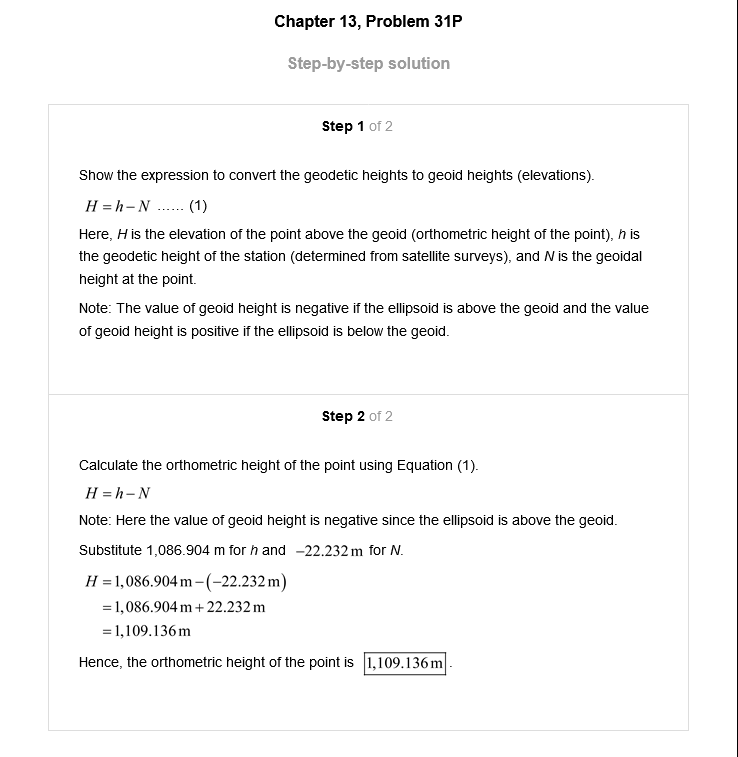 Chapter 13, Problem 31P
Step-by-step solution
Step 1 of 2
Show the expression to convert the geodetic heights to geoid heights (elevations).
H = h − N ...... (1)
Here, H is the elevation of the point above the geoid (orthometric height of the point), h is
the geodetic height of the station (determined from satellite surveys), and N is the geoidal
height at the point.
Note: The value of geoid height is negative if the ellipsoid is above the geoid and the value
of geoid height is positive if the ellipsoid is below the geoid.
Step 2 of 2
Calculate the orthometric height of the point using Equation (1).
H = h − N
Note: Here the value of geoid height is negative since the ellipsoid is above the geoid.
Substitute 1,086.904 m for h and −22.232 m for N.
H = 1,086.904 m − (−22.232 m)
= 1,086.904 m + 22.232 m
= 1,109.136 m
Hence, the orthometric height of the point is 1,109.136 m.